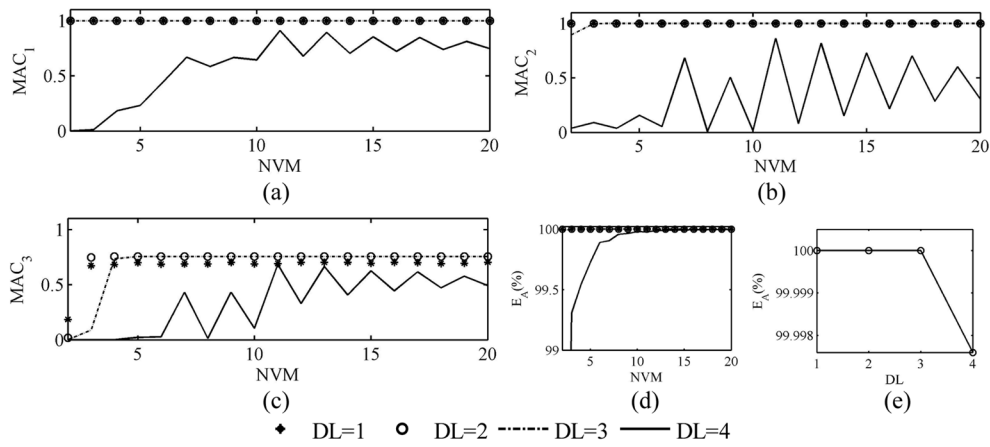 1
0.5
0
MAC1
5
10
15
20
NVM
(a)
1
0.5
0
MAC2
5
10
15
20
NVM
(b)
1
0.5
0
MAC3
5
10
15
20
NVM
(c)
100
99.5
99
EA(%)
5
10
15
20
NVM
(d)
100
99.999
99.998
EA(%)
1
2
3
4
DL
(e)
DL=1
DL=2
DL=3
DL=4